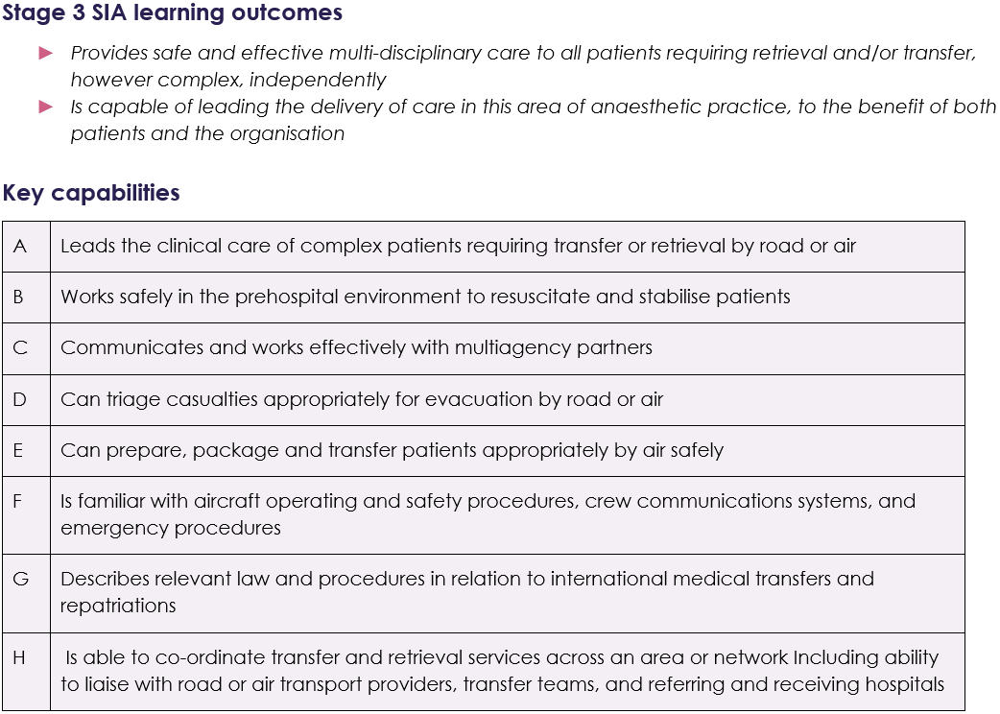 Stage 3 SIA learning outcomes
Provides safe and effective multi-disciplinary care to all patients requiring retrieval and/or transfer,
however complex, independently
Is capable of leading the delivery of care in this area of anaesthetic practice, to the benefit of both
patients and the organisation
Key capabilities
A Leads the clinical care of complex patients requiring transfer or retrieval by road or air
B Works safely in the prehospital environment to resuscitate and stabilise patients
C Communicates and works effectively with multiagency partners
D Can triage casualties appropriately for evacuation by road or air
E Can prepare, package and transfer patients appropriately by air safely
F Is familiar with aircraft operating and safety procedures, crew communications systems, and
emergency procedures
G Describes relevant law and procedures in relation to international medical transfers and
repatriations
H Is able to co-ordinate transfer and retrieval services across an area or network Including ability
to liaise with road or air transport providers, transfer teams, and referring and receiving hospitals